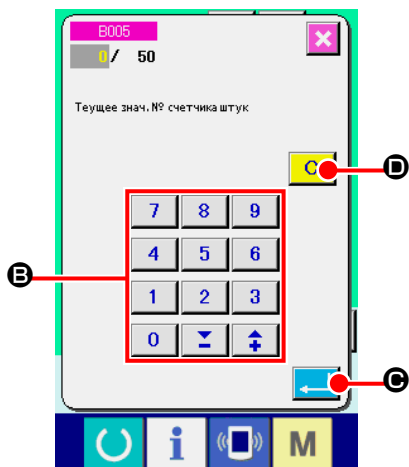 B005
0/ 50
Теущее знач. № счетчика штук
C
D
7 8 9
4 5 6
B
1 2 3
0
C
i M